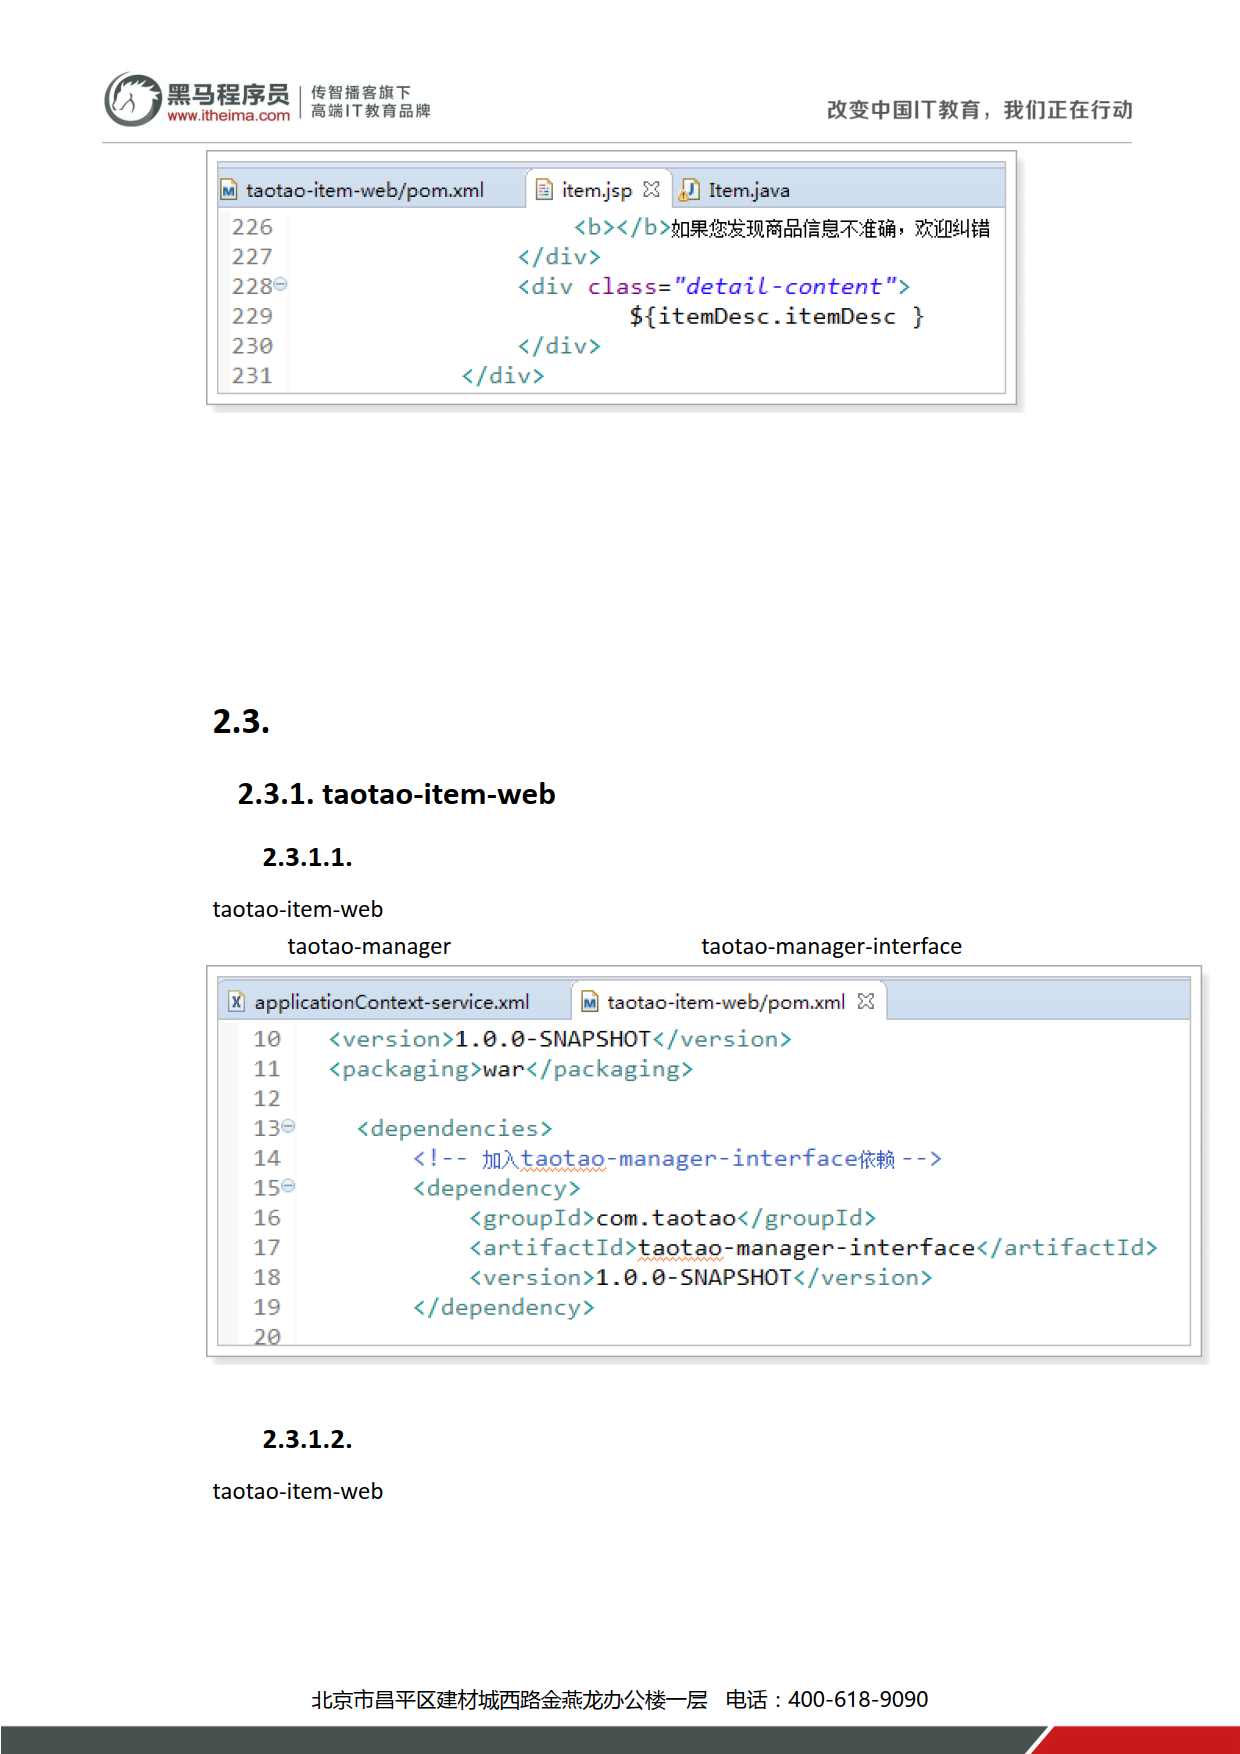 黑马程序员
www.itheima.com
传智播客旗下
高端IT教育品牌
改变中国IT教育，我们正在行动
taotao-item-web/pom.xml item.jsp Item.java
226 <b></b>如果您发现商品信息不准确，欢迎纠错
227 </div>
228 <div class="detail-content">
229 ${itemDesc.itemDesc }
230 </div>
231 </div>
2.3.
2.3.1. taotao-item-web
2.3.1.1.
taotao-item-web
taotao-manager taotao-manager-interface
applicationContext-service.xml taotao-item-web/pom.xml
10 <version>1.0.0-SNAPSHOT</version>
11 <packaging>war</packaging>
12
13 <dependencies>
14 <!-- 加入taotao-manager-interface依赖 -->
15 <dependency>
16 <groupId>com.taotao</groupId>
17 <artifactId>taotao-manager-interface</artifactId>
18 <version>1.0.0-SNAPSHOT</version>
19 </dependency>
20
2.3.1.2.
taotao-item-web
北京市昌平区建材城西路金燕龙办公楼一层 电话：400-618-9090